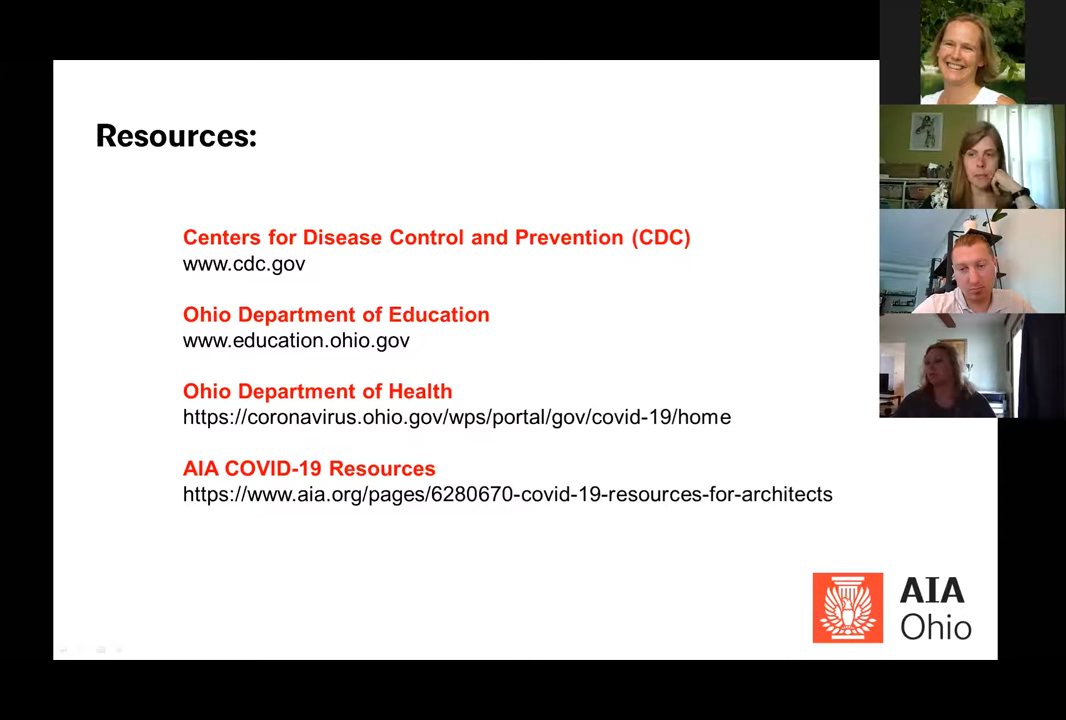 Resources:
Centers for Disease Control and Prevention (CDC)
www.cdc.gov
Ohio Department of Education
www.education.ohio.gov
Ohio Department of Health
https://coronavirus.ohio.gov/wps/portal/gov/covid-19/home
AIA COVID-19 Resources
https://www.aia.org/pages/6280670-covid-19-resources-for-architects
AIA
Ohio